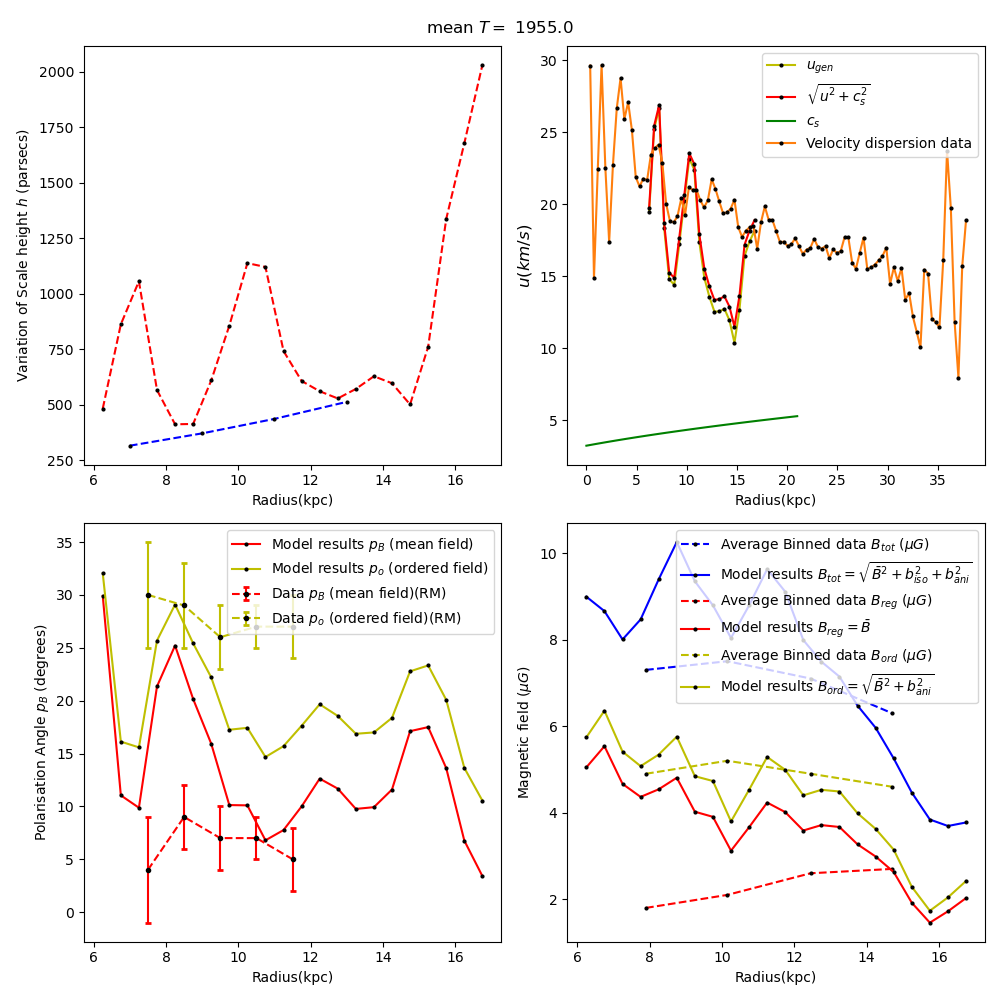 mean T = 1955.0
Variation of Scale height h (parsecs)
2000
1750
1500
1250
1000
750
500
250
6 8 10 12 14 16
Radius(kpc)
u(km/s)
30
25
20
15
10
5
0 5 10 15 20 25 30 35
Radius(kpc)
u_gen
√(u² + c_s²)
c_s
Velocity dispersion data
Polarisation Angle p_B (degrees)
35
30
25
20
15
10
5
0
6 8 10 12 14 16
Radius(kpc)
Model results p_B (mean field)
Model results p_o (ordered field)
Data p_B (mean field)(RM)
Data p_o (ordered field)(RM)
Magnetic field (μG)
10
8
6
4
2
6 8 10 12 14 16
Radius(kpc)
Average Binned data B_tot (μG)
Model results B_tot = √(B̄² + b_iso² + b_ani²)
Average Binned data B_reg (μG)
Model results B_reg = B̄
Average Binned data B_ord (μG)
Model results B_ord = √(B̄² + b_ani²)